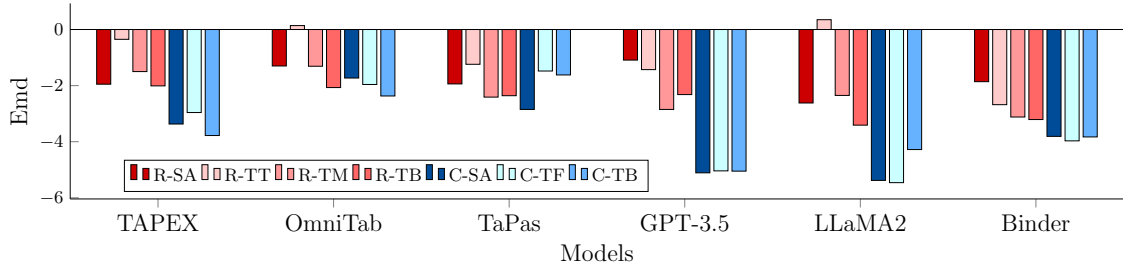 0
−2
−4
−6
Emd
R-SA R-TT R-TM R-TB C-SA C-TF C-TB
TAPEX OmniTab TaPas GPT-3.5 LLaMA2 Binder
Models